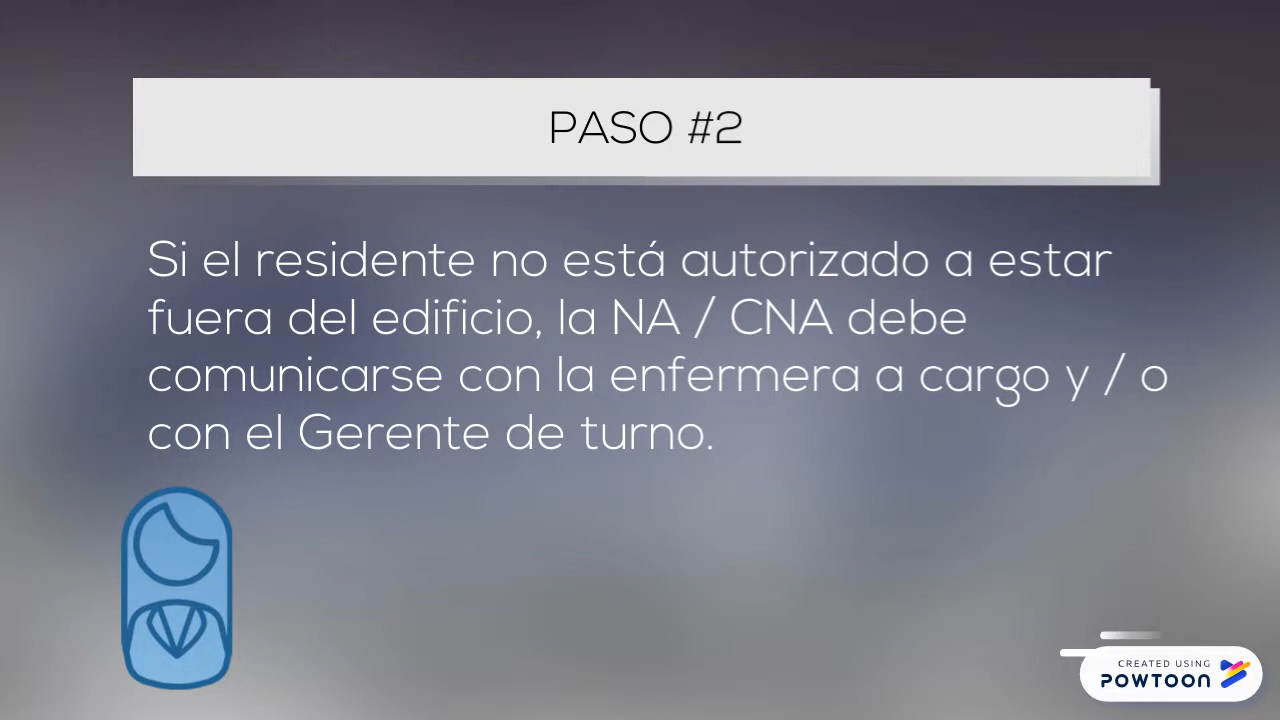 PASO #2
Si el residente no está autorizado a estar
fuera del edificio, la NA / CNA debe
comunicarse con la enfermera a cargo y / o
con el Gerente de turno.
CREATED USING
POWTOON